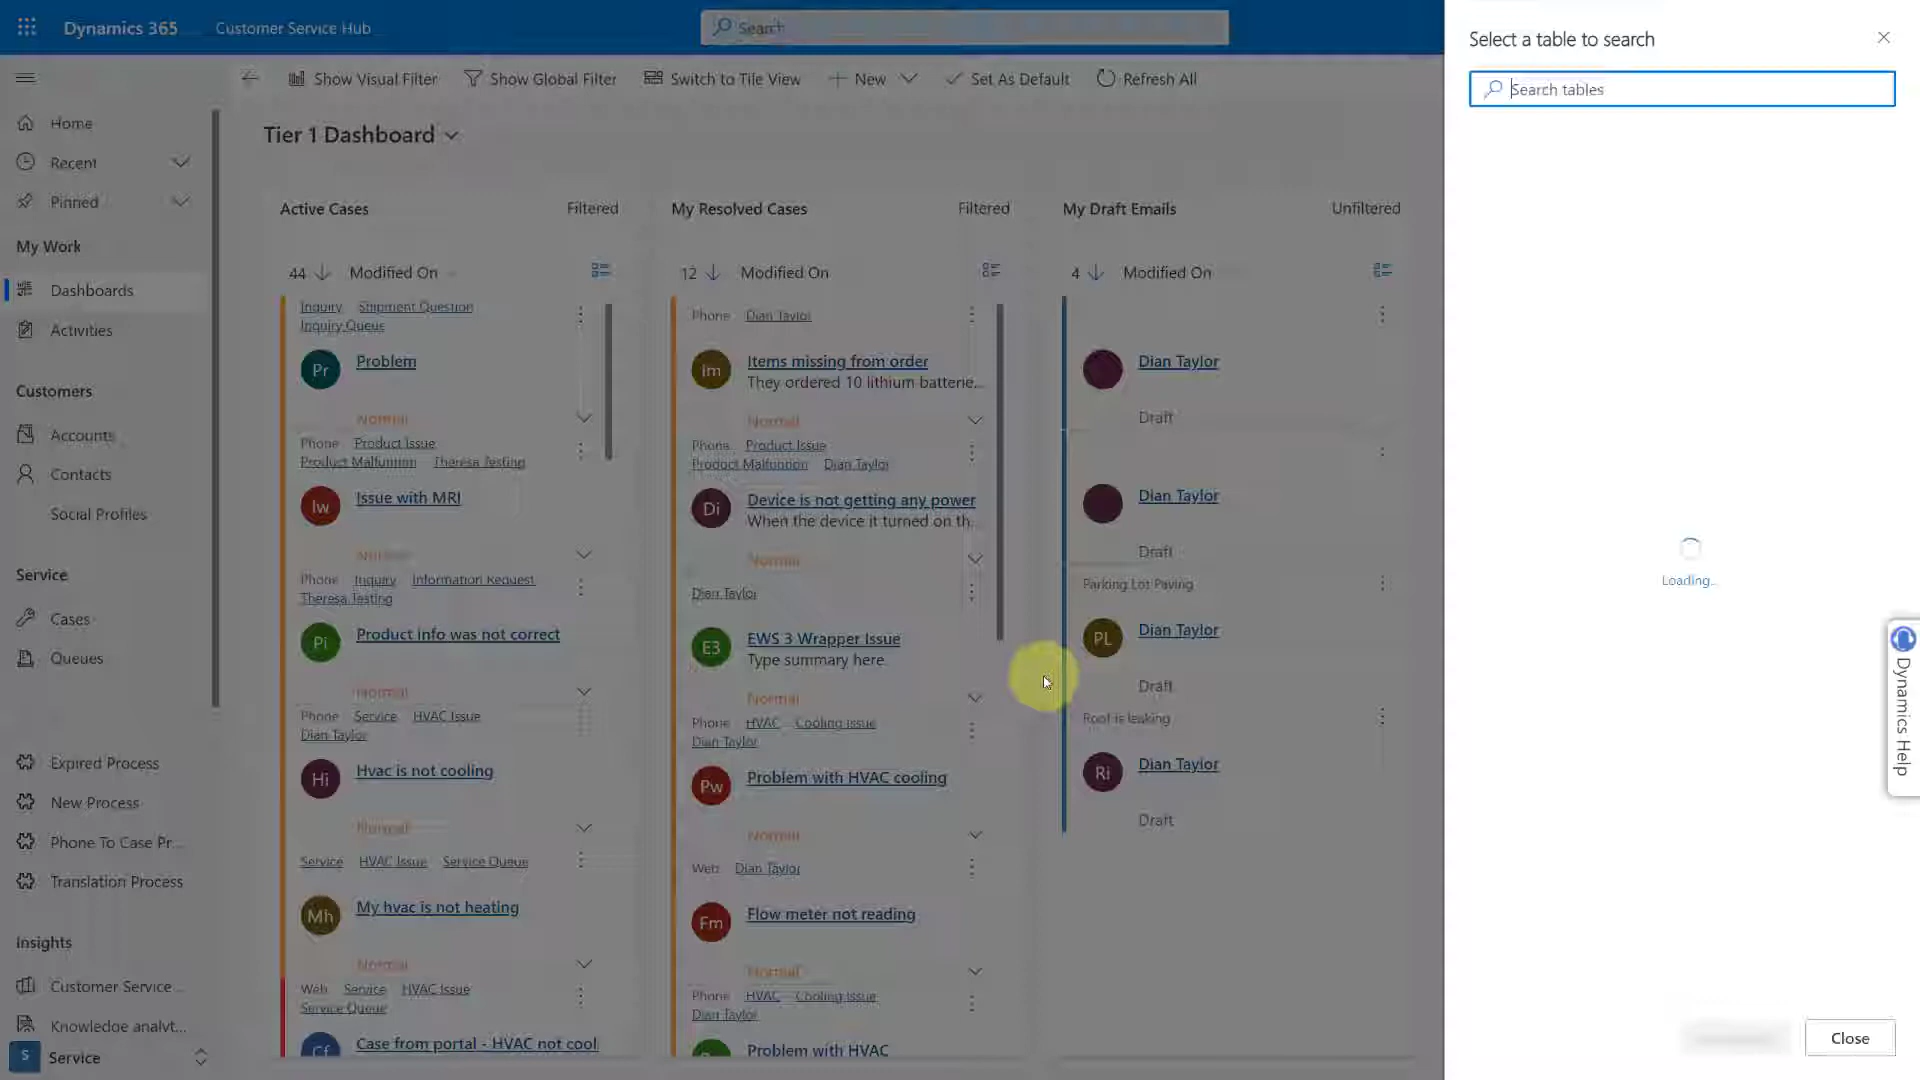 Dynamics 365
Customer Service Hub
Search
Show Visual Filter
Show Global Filter
Switch to Tile View
New
Set As Default
Refresh All
Home
Recent
Pinned
My Work
Dashboards
Activities
Customers
Accounts
Contacts
Social Profiles
Service
Cases
Queues
Expired Process
New Process
Phone To Case Pr...
Translation Process
Insights
Customer Service ...
Knowledge analyt...
S
Service
Tier 1 Dashboard
Active Cases
Filtered
44
Modified On
Inquiry Shipment Question
Inquiry Queue
Pr
Problem
Normal
Phone Product Issue
Product Malfunction Theresa Testing
Iw
Issue with MRI
Normal
Phone Inquiry Information Request
Theresa Testing
Pi
Product info was not correct
Normal
Phone Service HVAC Issue
Dian Taylor
Hi
Hvac is not cooling
Normal
Service HVAC Issue Service Queue
Mh
My hvac is not heating
Normal
Web Service HVAC Issue
Service Queue
Cf
Case from portal - HVAC not cool
My Resolved Cases
Filtered
12
Modified On
Phone Dian Taylor
Im
Items missing from order
They ordered 10 lithium batterie...
Normal
Phone Product Issue
Product Malfunction Dian Taylor
Di
Device is not getting any power
When the device it turned on th...
Normal
Dian Taylor
E3
EWS 3 Wrapper Issue
Type summary here.
Normal
Phone HVAC Cooling Issue
Dian Taylor
Pw
Problem with HVAC cooling
Normal
Web Dian Taylor
Fm
Flow meter not reading
Normal
Phone HVAC Cooling Issue
Dian Taylor
Problem with HVAC
My Draft Emails
Unfiltered
4
Modified On
Dian Taylor
Draft
Dian Taylor
Draft
Parking Lot Paving
PL
Dian Taylor
Draft
Roof is leaking
Ri
Dian Taylor
Draft
Select a table to search
Search tables
Loading...
Dynamics Help
Close